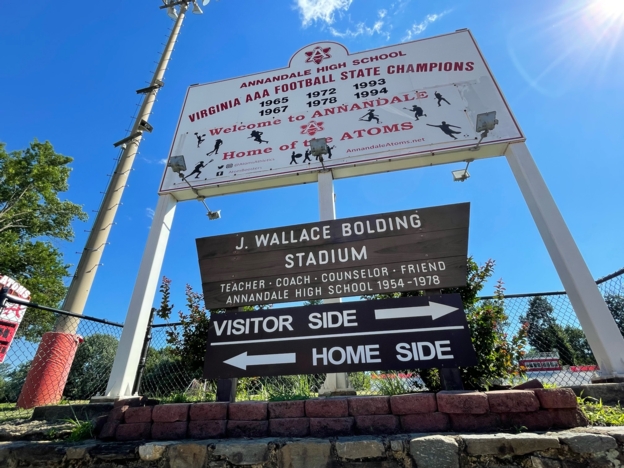 ANNANDALE HIGH SCHOOL
VIRGINIA AAA FOOTBALL STATE CHAMPIONS
1965 1972 1993
1967 1978 1994
Welcome to ANNANDALE
Home of the ATOMS
AnnandaleAtoms.net
J. WALLACE BOLDING
STADIUM
TEACHER · COACH · COUNSELOR · FRIEND
ANNANDALE HIGH SCHOOL 1954-1978
VISITOR SIDE
HOME SIDE